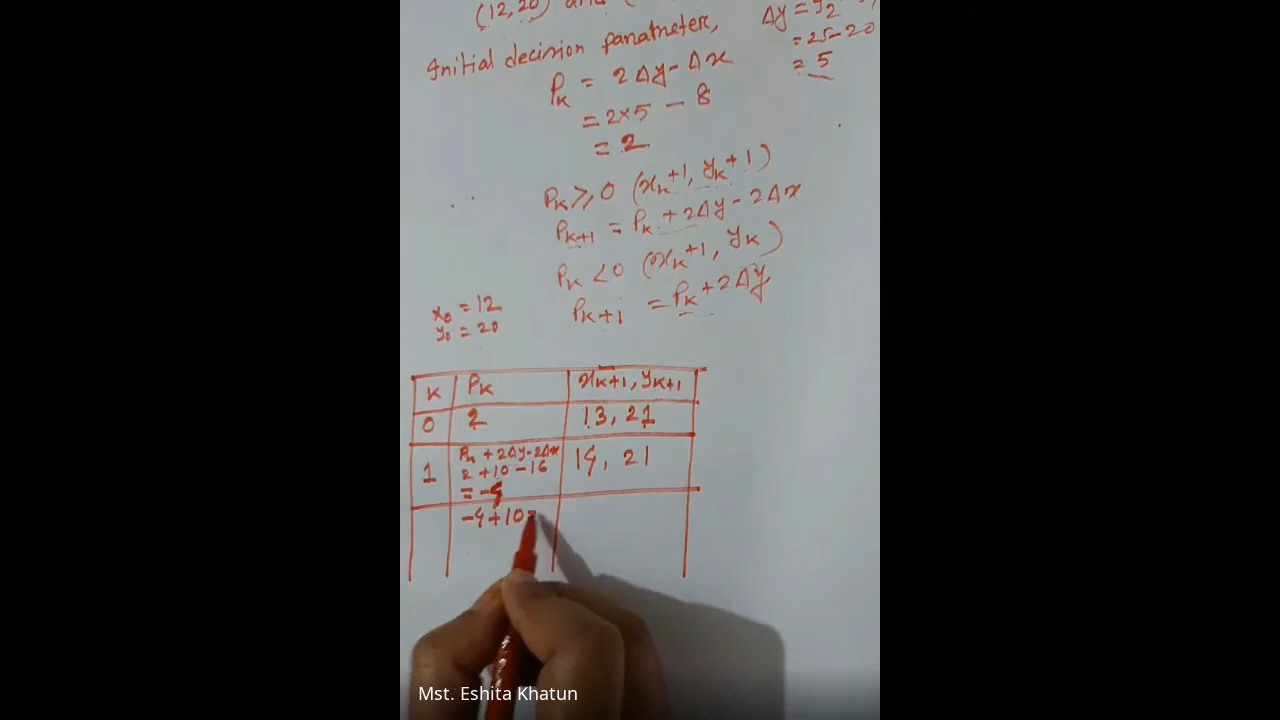 (12,20) and (
Δy = y2
= 25-20
= 5
Initial decision parameter,
Pk = 2Δy-Δx
= 2×5 - 8
= 2
Pk ≥ 0 (xk+1, yk+1)
Pk+1 = Pk + 2Δy - 2Δx
Pk < 0 (xk+1, yk)
Pk+1 = Pk + 2Δy
x0 = 12
y0 = 20
K Pk xk+1, yk+1
0 2 13, 21
1 Pk + 2Δy-2Δx 14, 21
2 + 10 - 16
= -4
-4+10=
Mst. Eshita Khatun